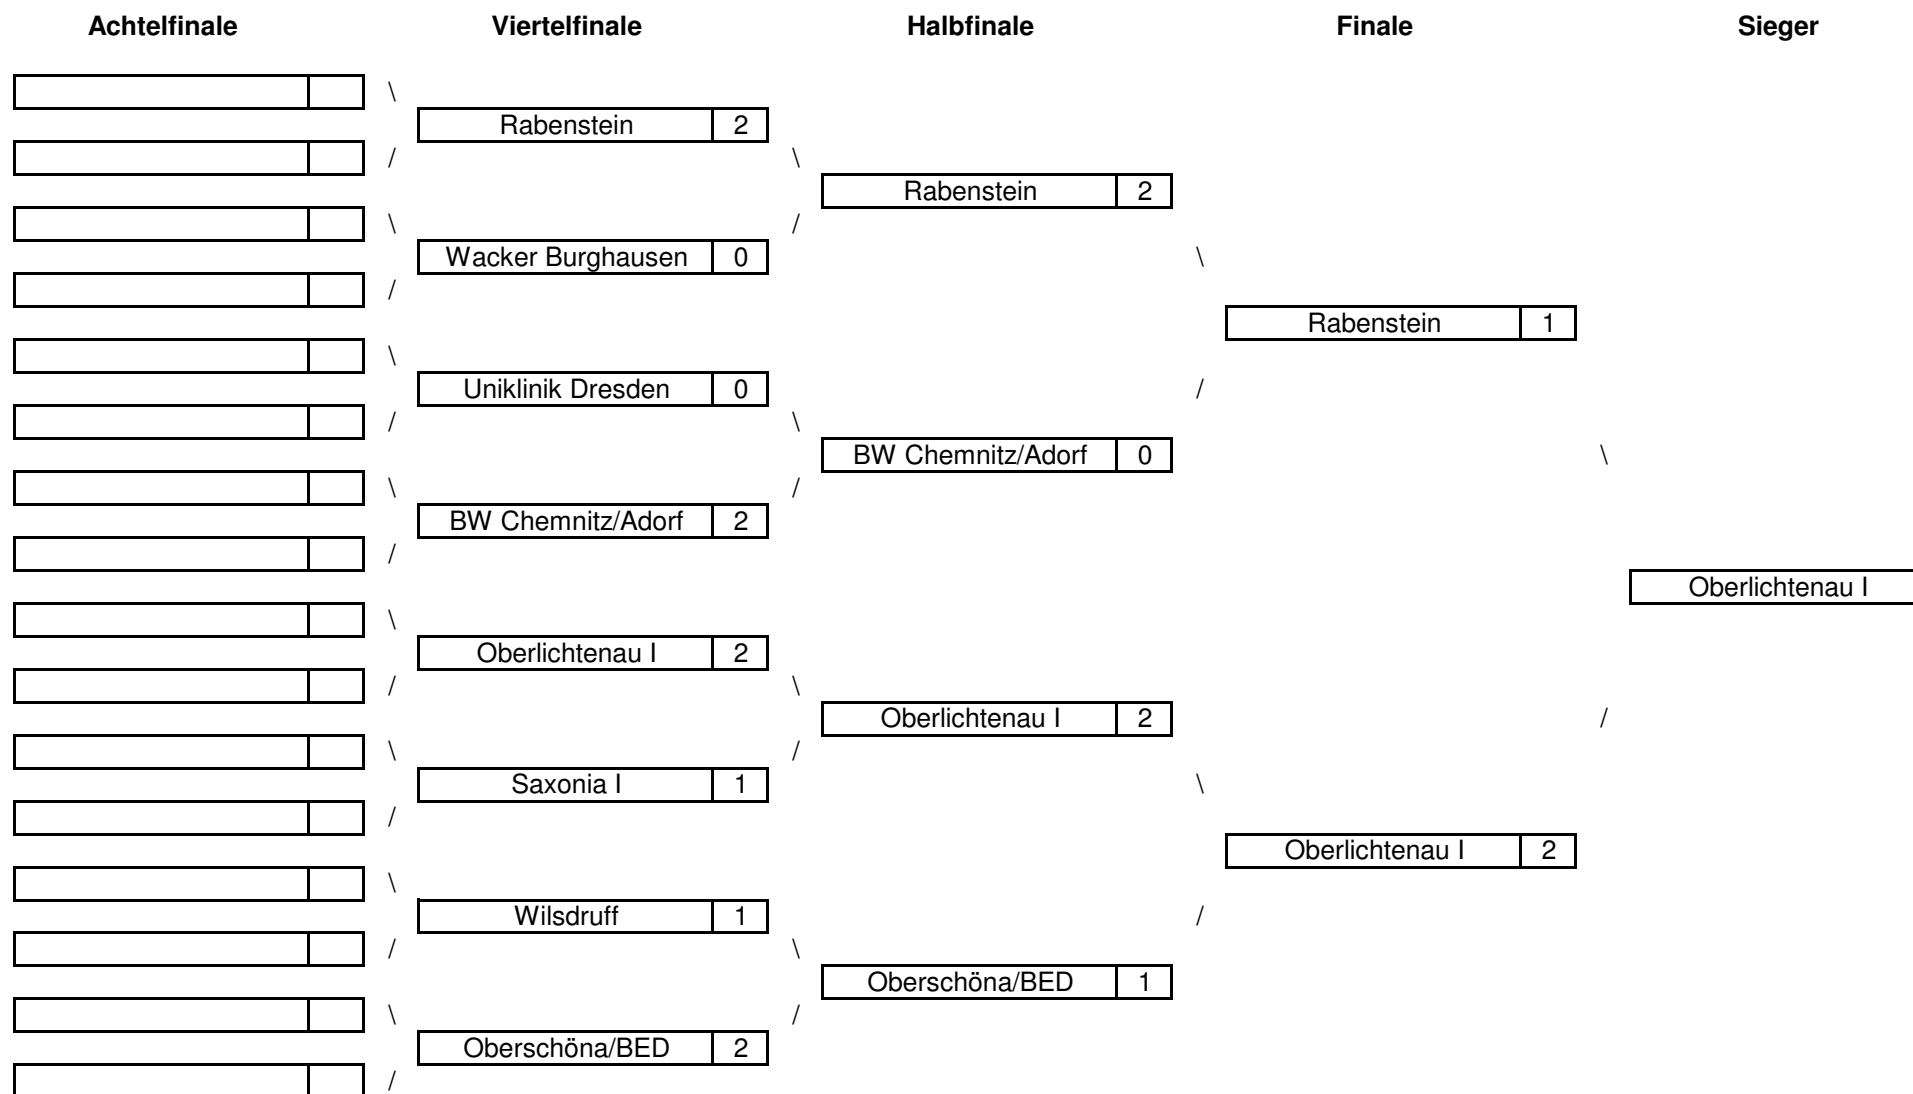 Achtelfinale Viertelfinale Halbfinale Finale Sieger
\
Rabenstein 2
/ \
Rabenstein 2
\ /
Wacker Burghausen 0 \
/
Rabenstein 1
\
Uniklinik Dresden 0 /
/ \
BW Chemnitz/Adorf 0 \
\ /
BW Chemnitz/Adorf 2
/
Oberlichtenau I
\
Oberlichtenau I 2
/ \
Oberlichtenau I 2 /
\ /
Saxonia I 1 \
/
Oberlichtenau I 2
\
Wilsdruff 1 /
/ \
Oberschöna/BED 1
\ /
Oberschöna/BED 2
/